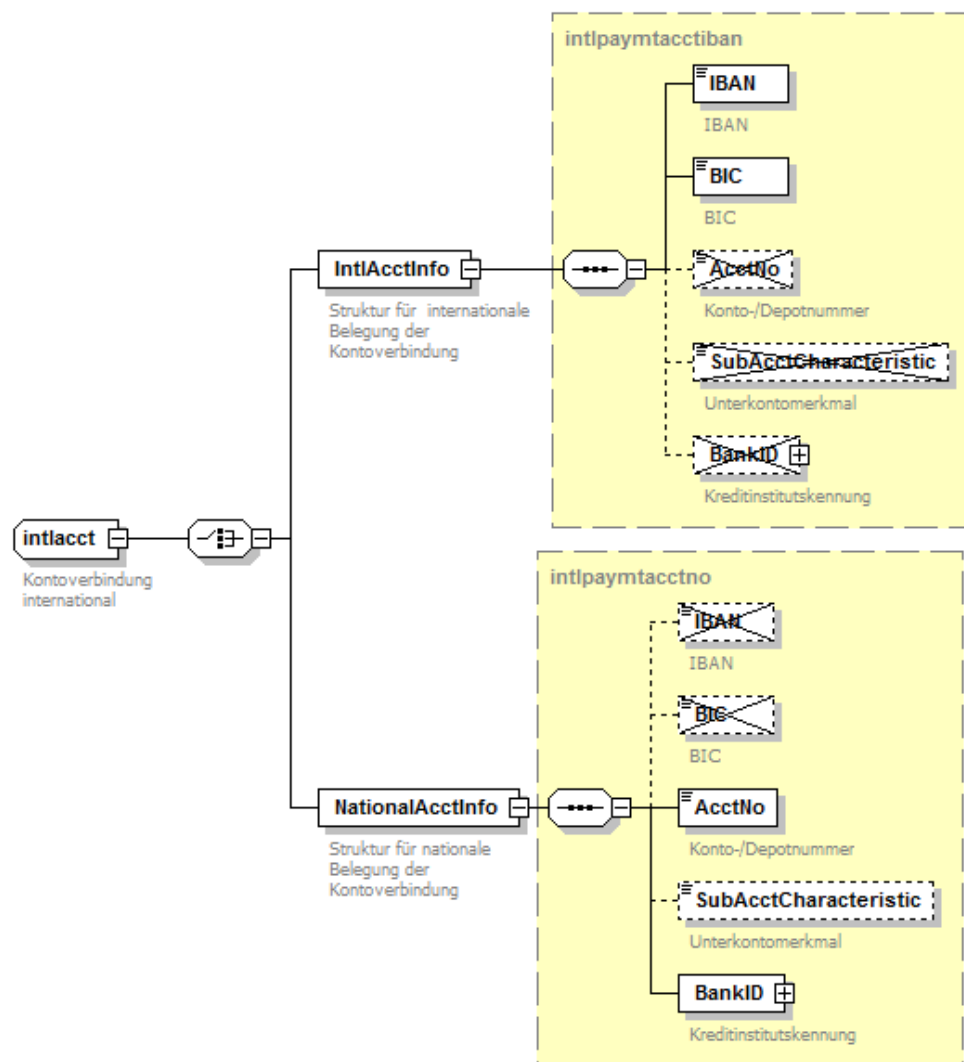 intlpaymtacctiban
IBAN
IBAN
BIC
BIC
IntlAcctInfo
Struktur für internationale
Belegung der
Kontoverbindung
AcctNo
Konto-/Depotnummer
SubAcctCharacteristic
Unterkontomerkmal
BankID
Kreditinstitutskennung
intlacct
Kontoverbindung
international
intlpaymtacctno
IBAN
IBAN
BIC
BIC
NationalAcctInfo
Struktur für nationale
Belegung der
Kontoverbindung
AcctNo
Konto-/Depotnummer
SubAcctCharacteristic
Unterkontomerkmal
BankID
Kreditinstitutskennung